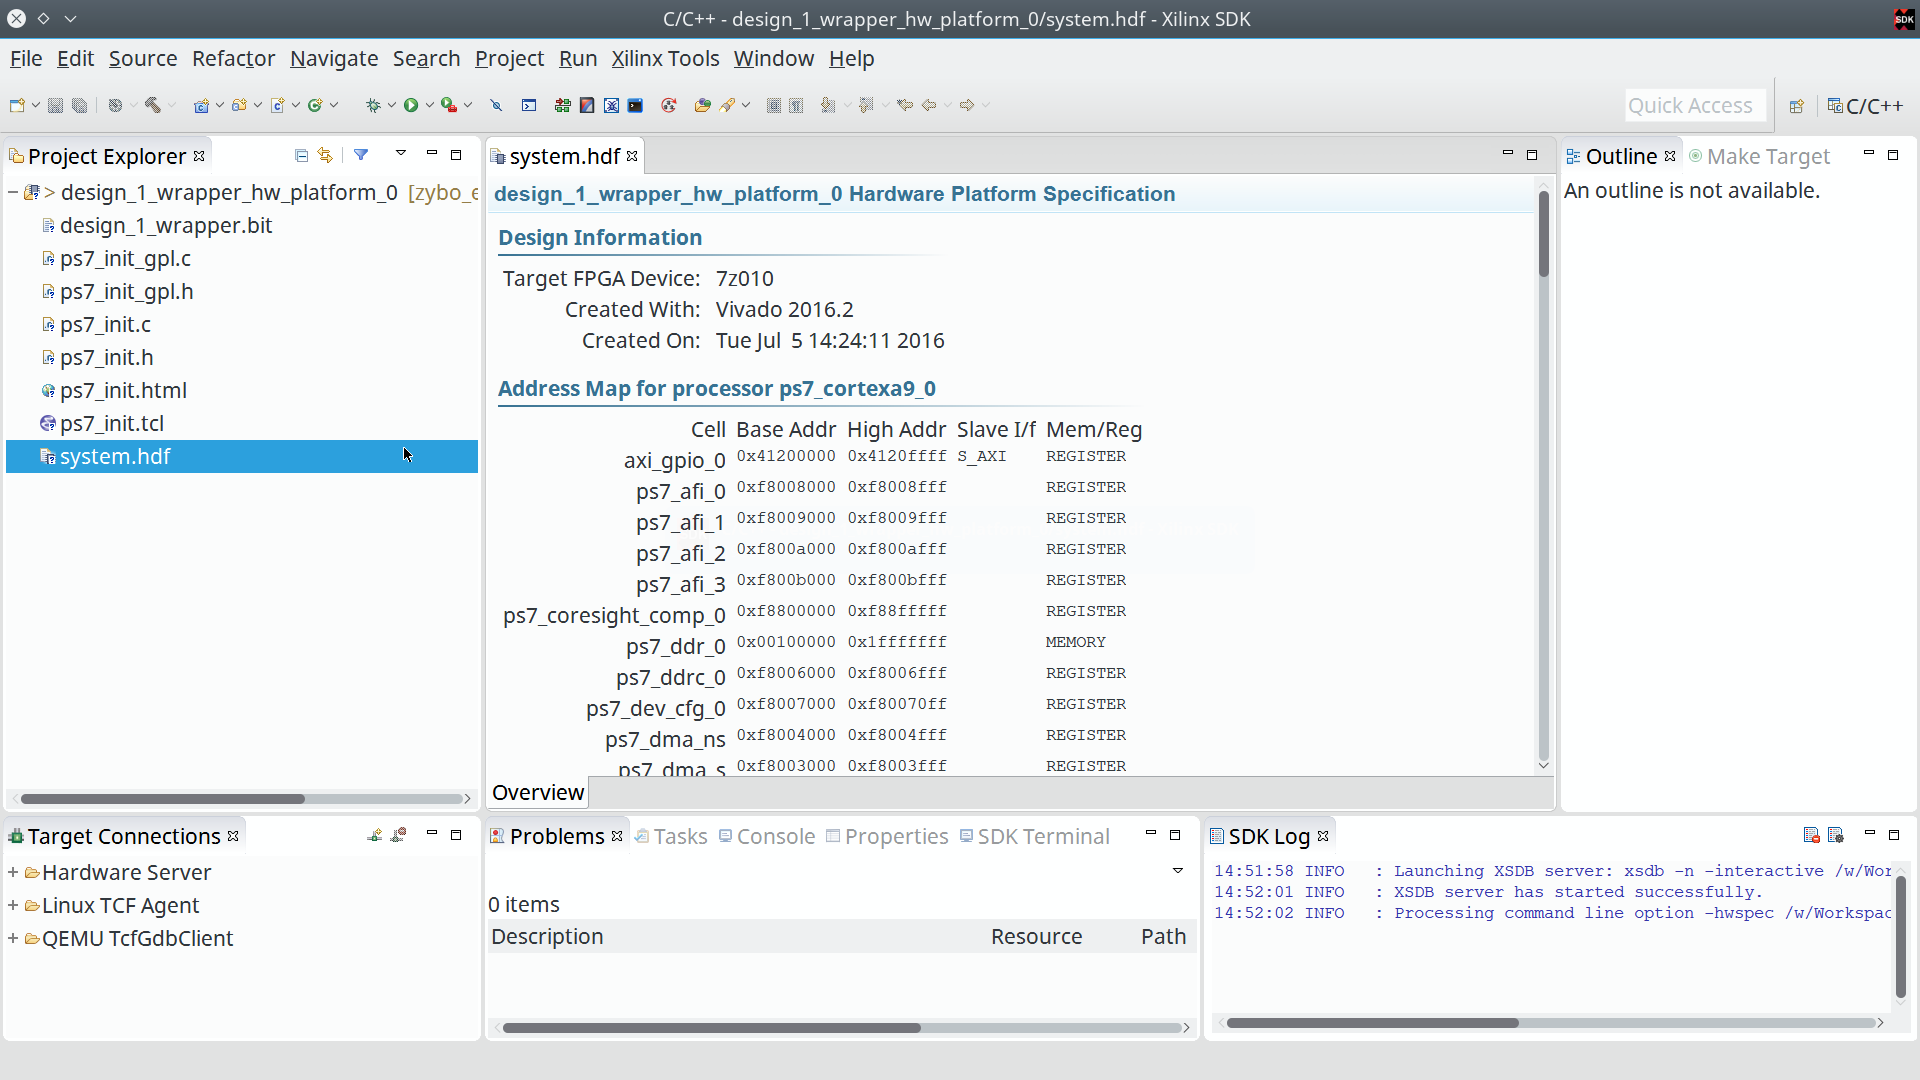 C/C++ - design_1_wrapper_hw_platform_0/system.hdf - Xilinx SDK
SDK
File Edit Source Refactor Navigate Search Project Run Xilinx Tools Window Help
Quick Access
C/C++
Project Explorer
> design_1_wrapper_hw_platform_0 [zybo_e
design_1_wrapper.bit
ps7_init_gpl.c
ps7_init_gpl.h
ps7_init.c
ps7_init.h
ps7_init.html
ps7_init.tcl
system.hdf
system.hdf
design_1_wrapper_hw_platform_0 Hardware Platform Specification
Design Information
Target FPGA Device: 7z010
Created With: Vivado 2016.2
Created On: Tue Jul 5 14:24:11 2016
Address Map for processor ps7_cortexa9_0
Cell Base Addr High Addr Slave I/f Mem/Reg
axi_gpio_0 0x41200000 0x4120ffff S_AXI REGISTER
ps7_afi_0 0xf8008000 0xf8008fff REGISTER
ps7_afi_1 0xf8009000 0xf8009fff REGISTER
ps7_afi_2 0xf800a000 0xf800afff REGISTER
ps7_afi_3 0xf800b000 0xf800bfff REGISTER
ps7_coresight_comp_0 0xf8800000 0xf88fffff REGISTER
ps7_ddr_0 0x00100000 0x1fffffff MEMORY
ps7_ddrc_0 0xf8006000 0xf8006fff REGISTER
ps7_dev_cfg_0 0xf8007000 0xf80070ff REGISTER
ps7_dma_ns 0xf8004000 0xf8004fff REGISTER
ps7_dma_s 0xf8003000 0xf8003fff REGISTER
Overview
Outline Make Target
An outline is not available.
Target Connections
Hardware Server
Linux TCF Agent
QEMU TcfGdbClient
Problems Tasks Console Properties SDK Terminal
0 items
Description Resource Path
SDK Log
14:51:58 INFO : Launching XSDB server: xsdb -n -interactive /w/Wor
14:52:01 INFO : XSDB server has started successfully.
14:52:02 INFO : Processing command line option -hwspec /w/Workspac